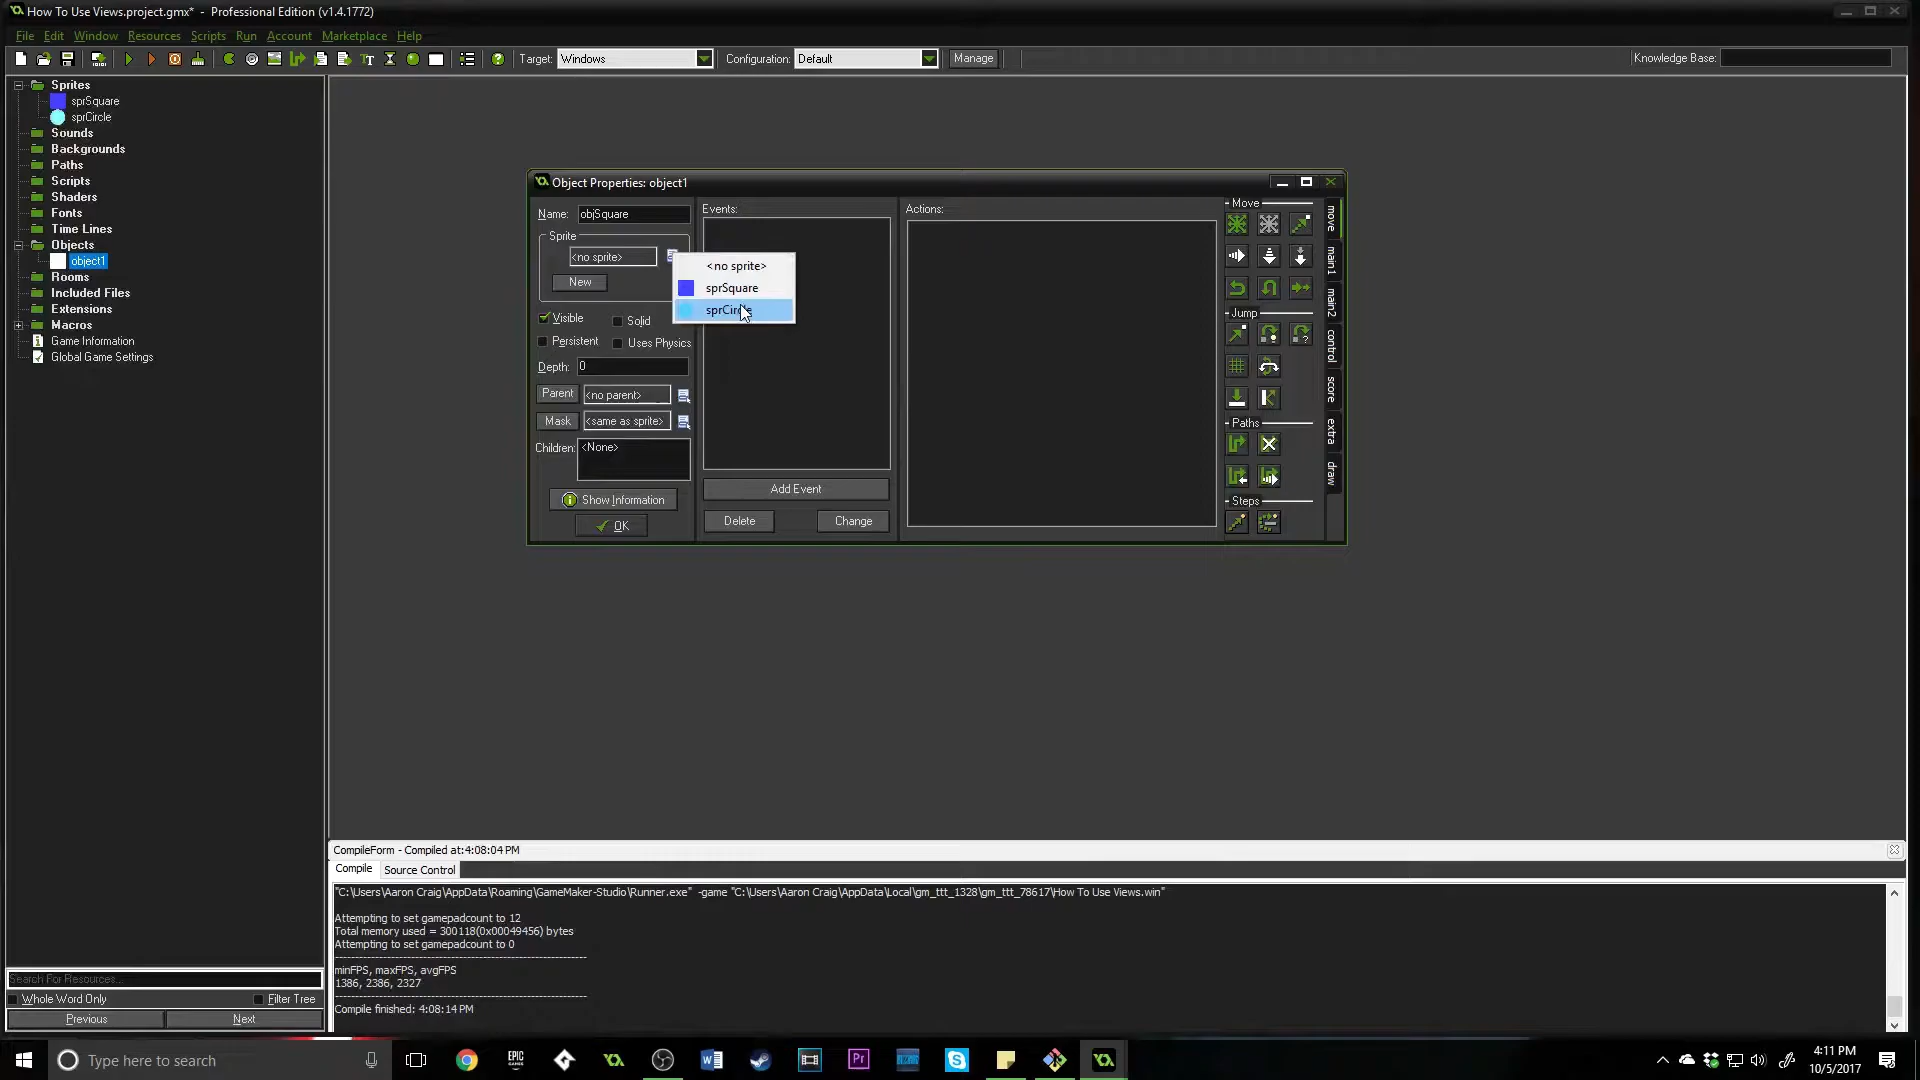 How To Use Views.project.gmx* - Professional Edition (v1.4.1772)
File Edit Window Resources Scripts Run Account Marketplace Help
Target: Windows Configuration: Default Manage Knowledge Base:
Sprites
sprSquare
sprCircle
Sounds
Backgrounds
Paths
Scripts
Shaders
Fonts
Time Lines
Objects
object1
Rooms
Included Files
Extensions
Macros
Game Information
Global Game Settings
Object Properties: object1
Name: objSquare
Sprite
<no sprite>
New
Visible Solid
Persistent Uses Physics
Depth: 0
Parent <no parent>
Mask <same as sprite>
Children: <None>
Show Information
OK
<no sprite>
sprSquare
sprCircle
Events:
Add Event
Delete Change
Actions:
Move
Jump
Paths
Steps
move
main1
main2
control
score
extra
draw
CompileForm - Compiled at:4:08:04 PM
Compile Source Control
"C:\Users\Aaron Craig\AppData\Roaming\GameMaker-Studio\Runner.exe" -game "C:\Users\Aaron Craig\AppData\Local\gm_ttt_1328\gm_ttt_78617\How To Use Views.win"
Attempting to set gamepadcount to 12
Total memory used = 300118(0x00049456) bytes
Attempting to set gamepadcount to 0
minFPS, maxFPS, avgFPS
1386, 2386, 2327
Compile finished: 4:08:14 PM
Search For Resources...
Whole Word Only Filter Tree
Previous Next
Type here to search
EPIC GAMES
Pr
4:11 PM
10/5/2017